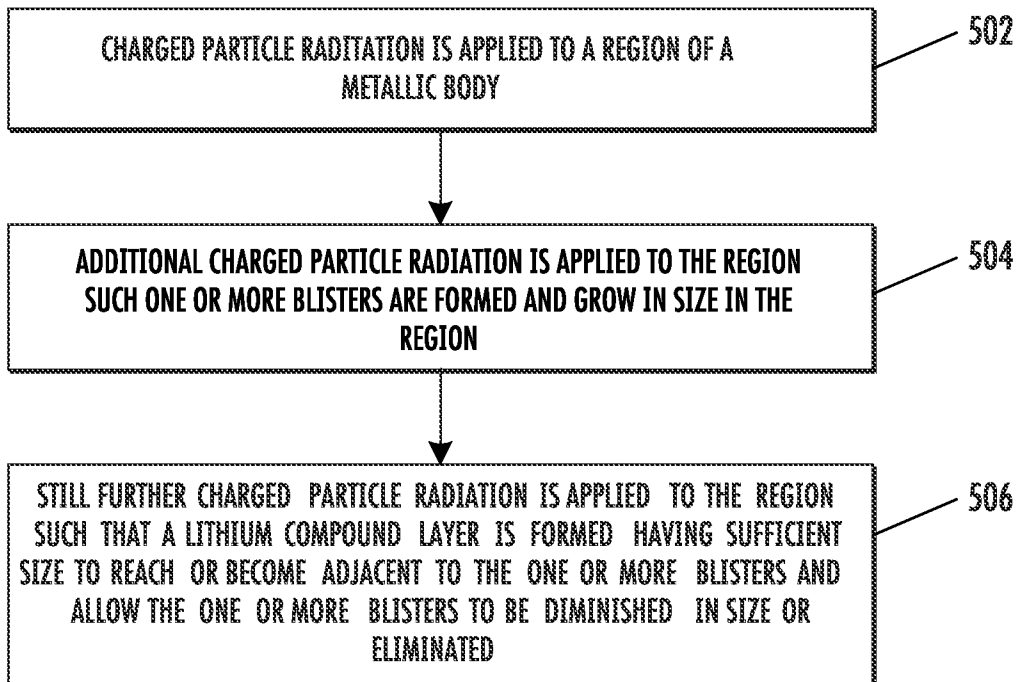 CHARGED PARTICLE RADITATION IS APPLIED TO A REGION OF A
METALLIC BODY
502
ADDITIONAL CHARGED PARTICLE RADIATION IS APPLIED TO THE REGION
SUCH ONE OR MORE BLISTERS ARE FORMED AND GROW IN SIZE IN THE
REGION
504
STILL FURTHER CHARGED PARTICLE RADIATION IS APPLIED TO THE REGION
SUCH THAT A LITHIUM COMPOUND LAYER IS FORMED HAVING SUFFICIENT
SIZE TO REACH OR BECOME ADJACENT TO THE ONE OR MORE BLISTERS AND
ALLOW THE ONE OR MORE BLISTERS TO BE DIMINISHED IN SIZE OR
ELIMINATED
506